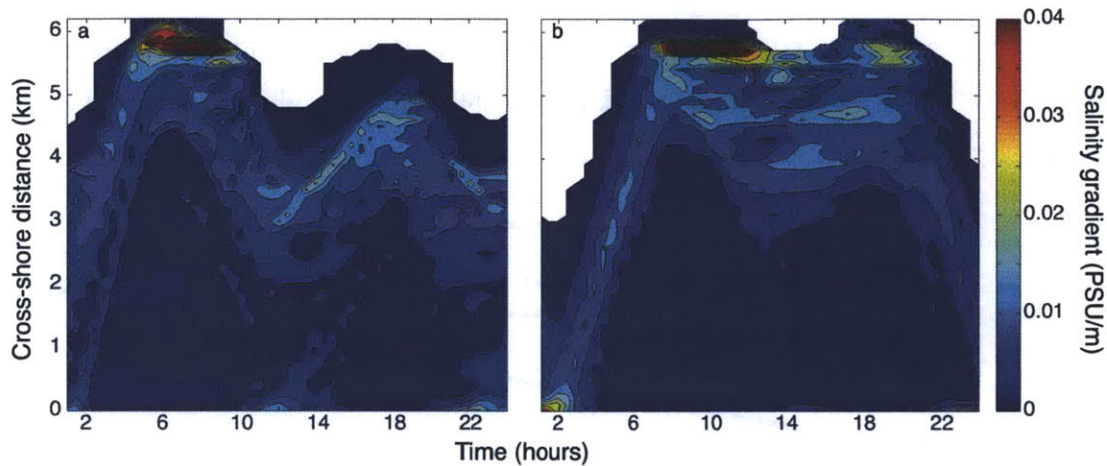 a
b
6
5
4
3
2
1
0
Cross-shore distance (km)
2 6 10 14 18 22
2 6 10 14 18 22
Time (hours)
0.04
0.03
0.02
0.01
0
Salinity gradient (PSU/m)